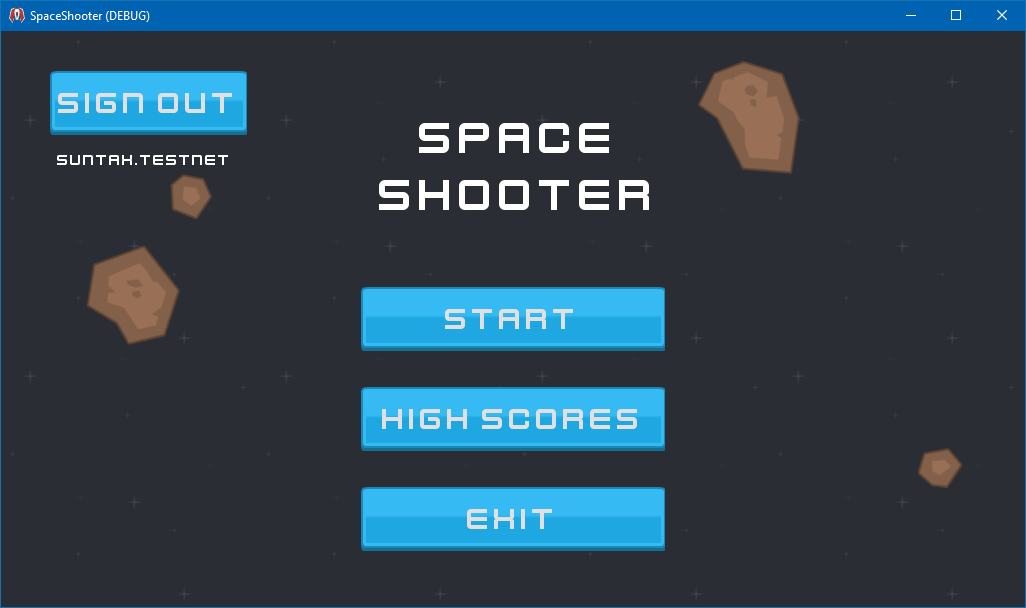 SpaceShooter (DEBUG)
SIGN OUT
SUNTAH.TESTNET
SPACE
SHOOTER
START
HIGH SCORES
EXIT